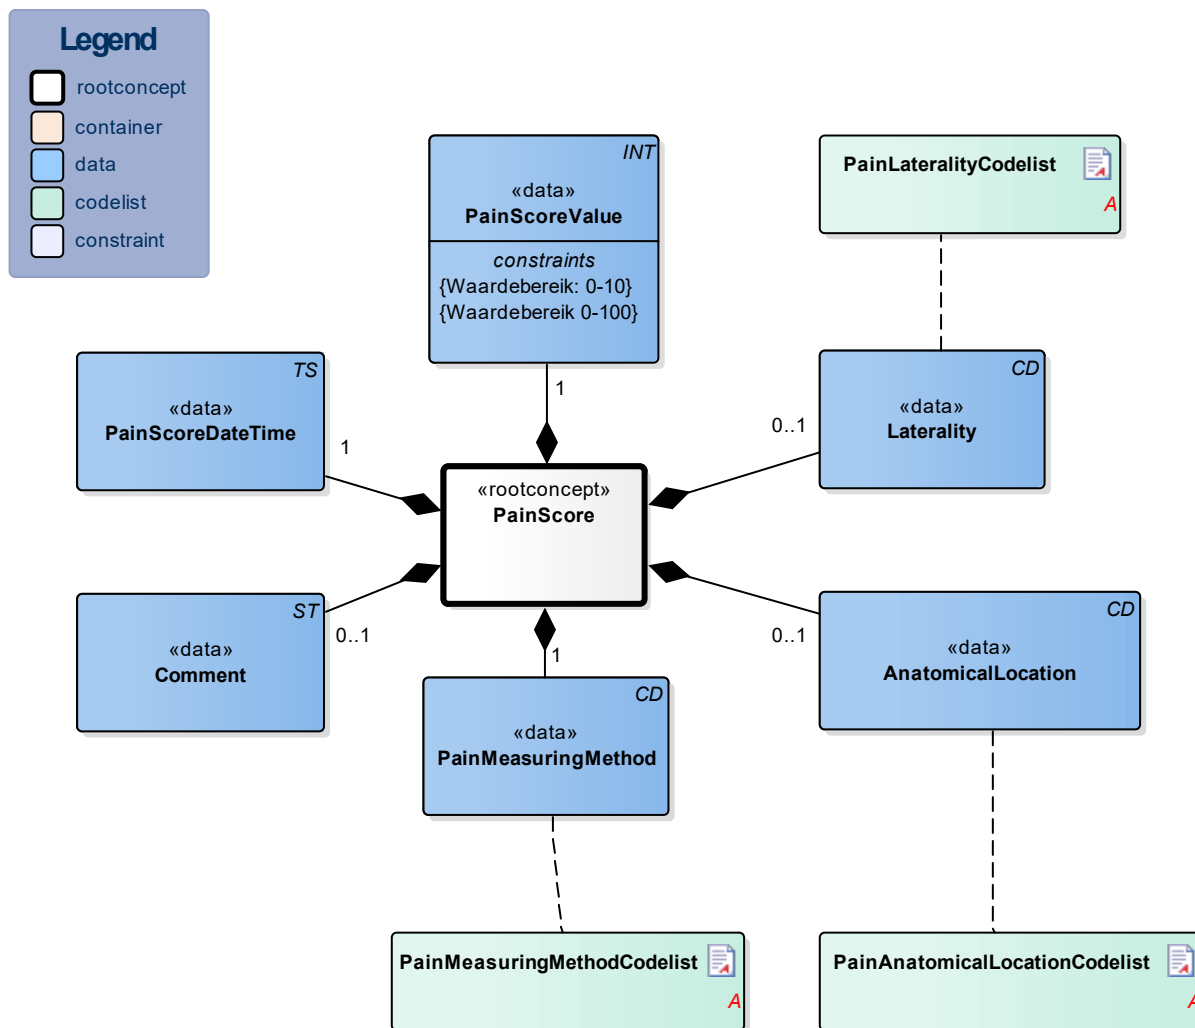 Legend
rootconcept
container
data
codelist
constraint
INT
«data»
PainScoreValue
constraints
{Waardebereik: 0-10}
{Waardebereik 0-100}
1
PainLateralityCodelist
A
TS
«data»
PainScoreDateTime
1
CD
«data»
Laterality
0..1
«rootconcept»
PainScore
ST
«data»
Comment
0..1
CD
«data»
AnatomicalLocation
0..1
1
CD
«data»
PainMeasuringMethod
PainMeasuringMethodCodelist
A
PainAnatomicalLocationCodelist
A